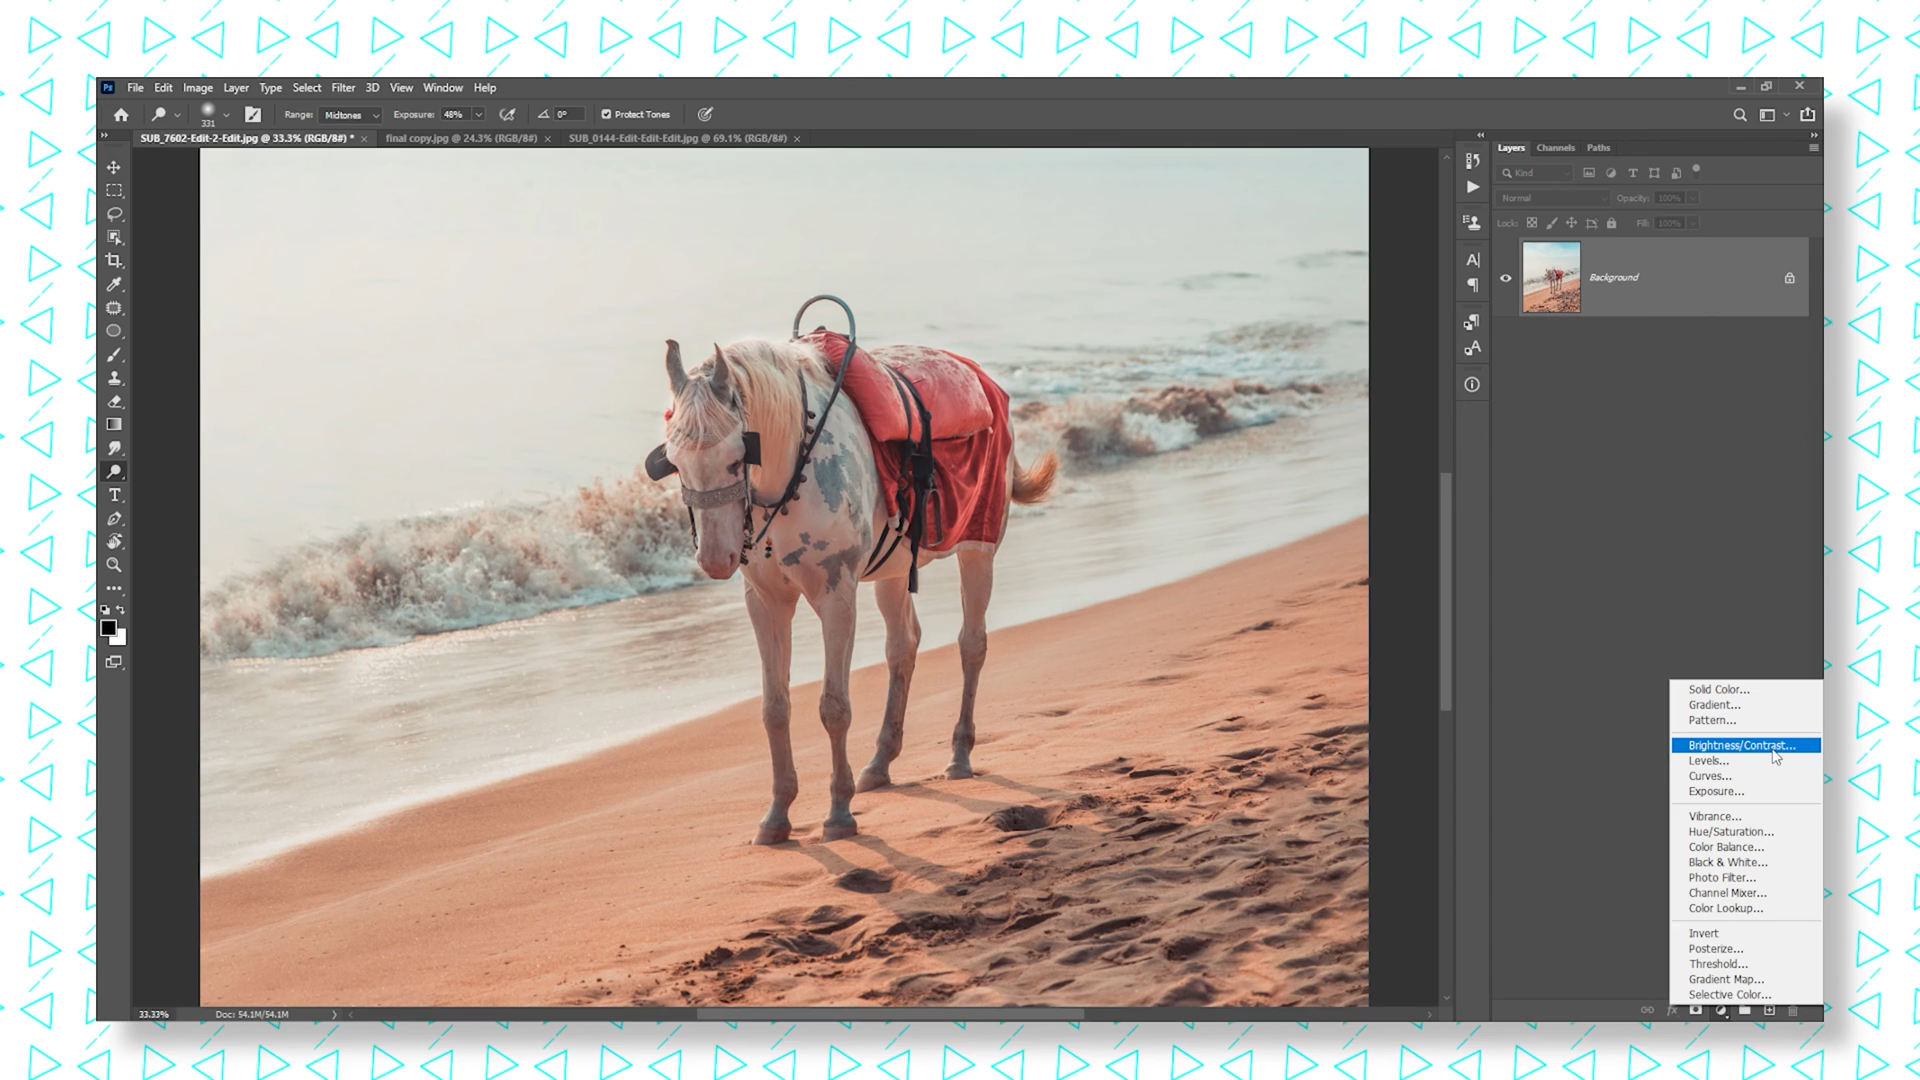 Ps File Edit Image Layer Type Select Filter 3D View Window Help
331 Range: Midtones Exposure: 48% 0° Protect Tones
SUB_7602-Edit-2-Edit.jpg @ 33.3% (RGB/8#) * × final copy.jpg @ 24.3% (RGB/8#) × SUB_0144-Edit-Edit-Edit.jpg @ 69.1% (RGB/8#) ×
Layers Channels Paths
Kind
Normal Opacity: 100%
Lock: Fill: 100%
Background
Solid Color...
Gradient...
Pattern...
Brightness/Contrast...
Levels...
Curves...
Exposure...
Vibrance...
Hue/Saturation...
Color Balance...
Black & White...
Photo Filter...
Channel Mixer...
Color Lookup...
Invert
Posterize...
Threshold...
Gradient Map...
Selective Color...
33.33% Doc: 54.1M/54.1M